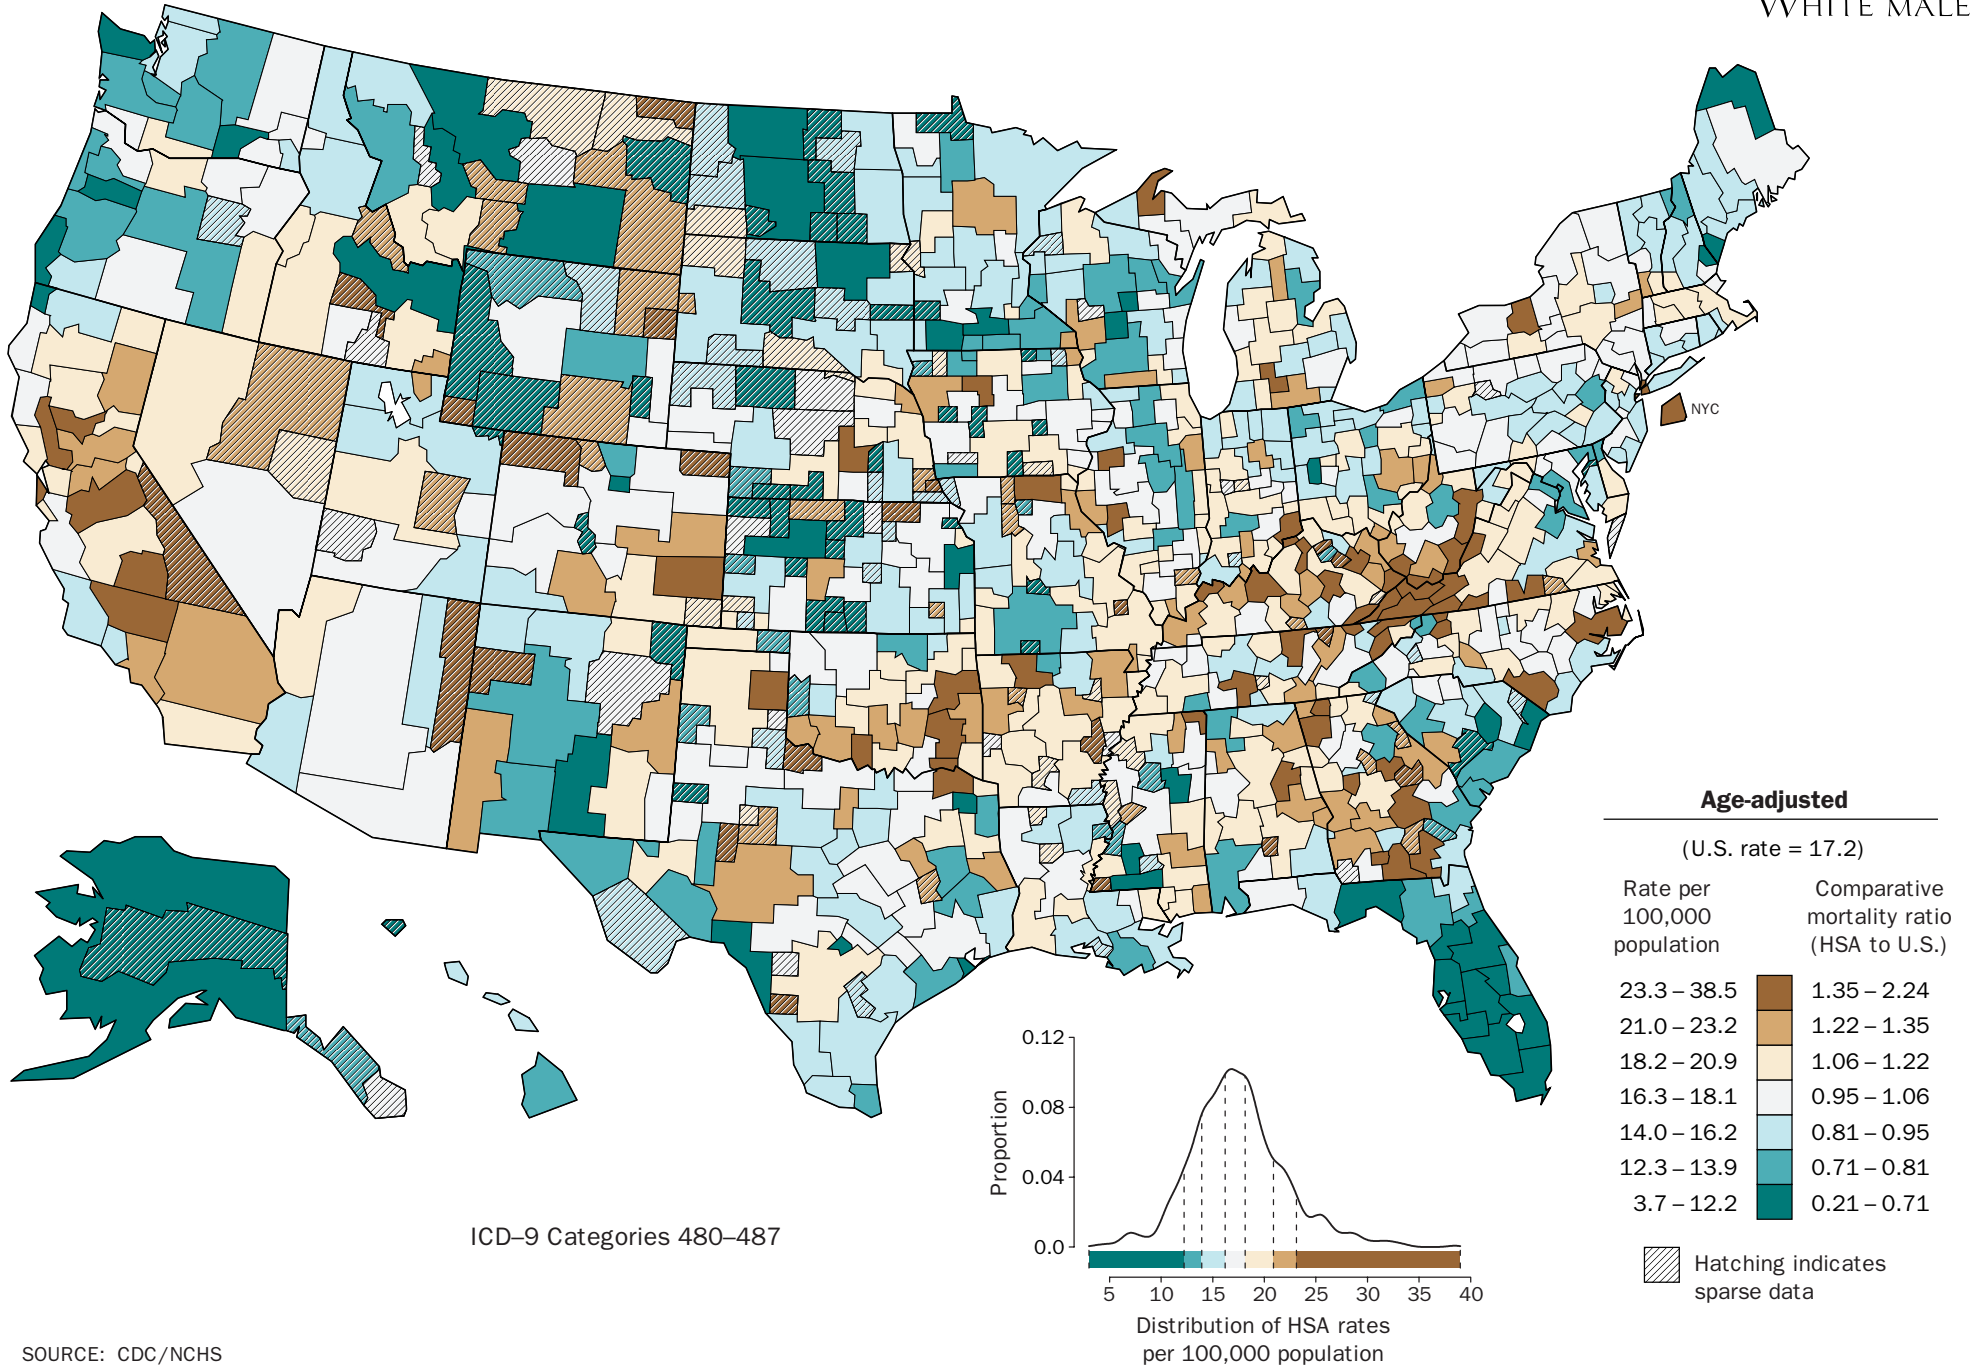 WHITE MALE
NYC
Age-adjusted
(U.S. rate = 17.2)
Rate per
100,000
population
Comparative
mortality ratio
(HSA to U.S.)
23.3 – 38.5 1.35 – 2.24
21.0 – 23.2 1.22 – 1.35
18.2 – 20.9 1.06 – 1.22
16.3 – 18.1 0.95 – 1.06
14.0 – 16.2 0.81 – 0.95
12.3 – 13.9 0.71 – 0.81
3.7 – 12.2 0.21 – 0.71
Hatching indicates
sparse data
0.12
0.08
0.04
0.0
Proportion
5 10 15 20 25 30 35 40
Distribution of HSA rates
per 100,000 population
ICD–9 Categories 480–487
SOURCE: CDC/NCHS